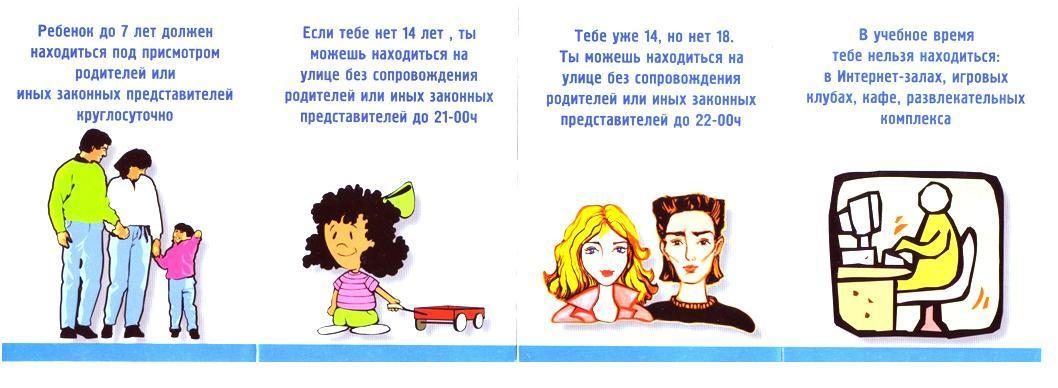 Ребенок до 7 лет должен
находиться под присмотром
родителей или
иных законных представителей
круглосуточно
Если тебе нет 14 лет , ты
можешь находиться на
улице без сопровождения
родителей или иных законных
представителей до 21-00ч
Тебе уже 14, но нет 18.
Ты можешь находиться на
улице без сопровождения
родителей или иных законных
представителей до 22-00ч
В учебное время
тебе нельзя находиться:
в Интернет-залах, игровых
клубах, кафе, развлекательных
комплекса